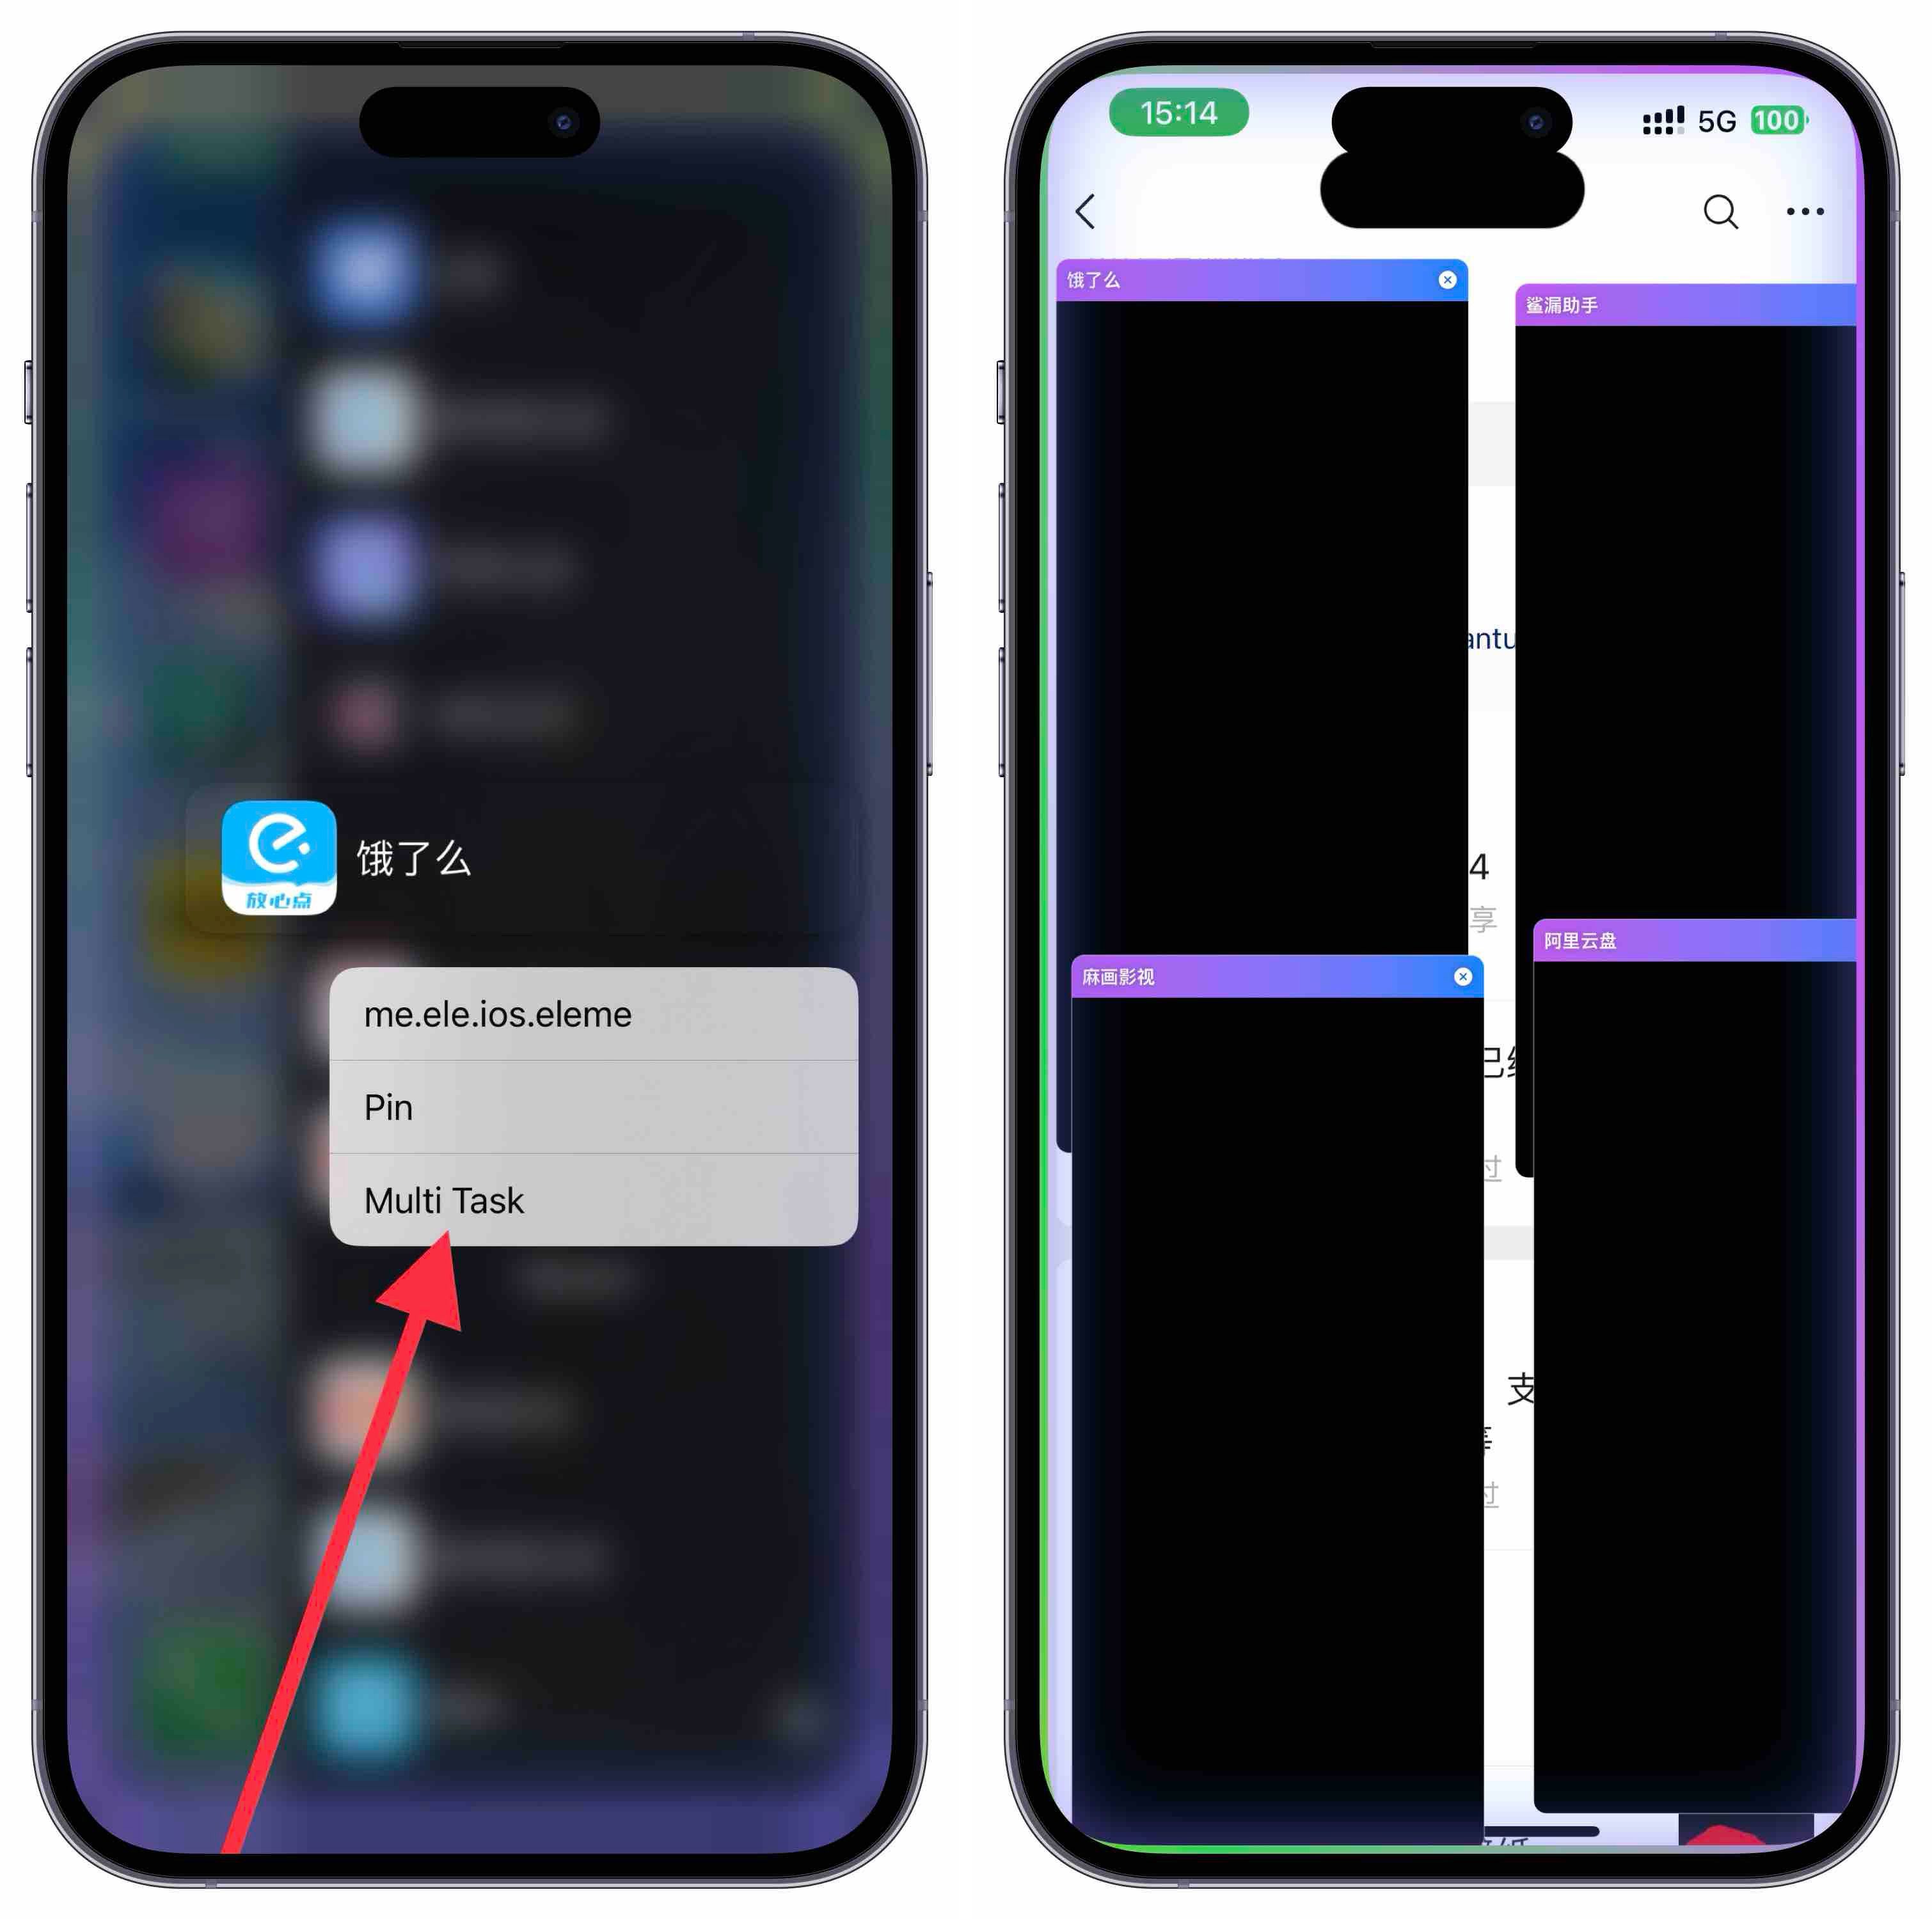 饿了么
放心点
me.ele.ios.eleme
Pin
Multi Task
15:14
5G
100
饿了么
鲨漏助手
antu
4
享
阿里云盘
麻画影视
过
支
过